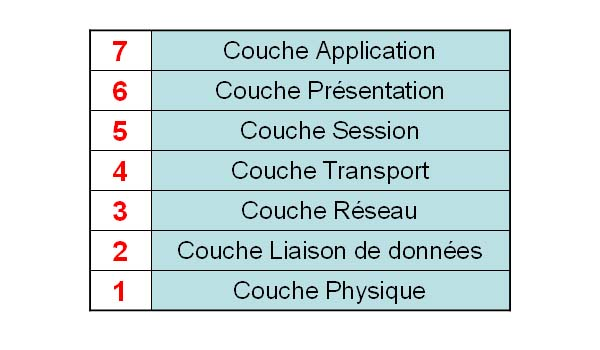 7 Couche Application
6 Couche Présentation
5 Couche Session
4 Couche Transport
3 Couche Réseau
2 Couche Liaison de données
1 Couche Physique